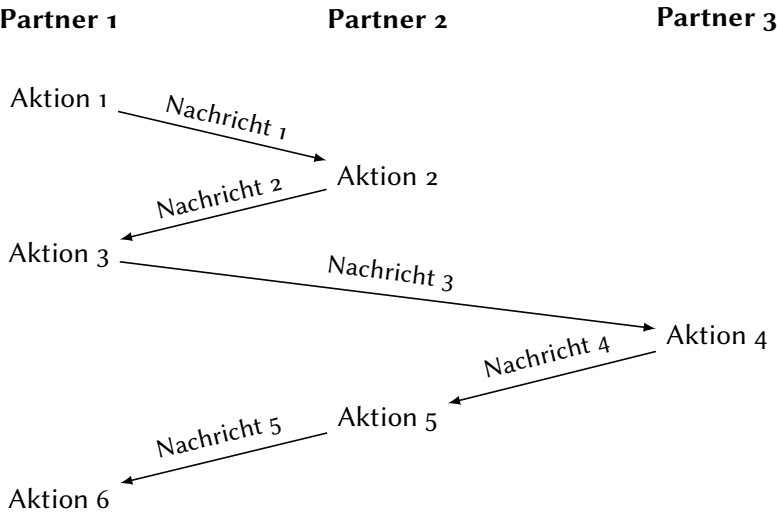 Partner 1 Partner 2 Partner 3
Aktion 1
Nachricht 1
Aktion 2
Nachricht 2
Aktion 3
Nachricht 3
Aktion 4
Nachricht 4
Aktion 5
Nachricht 5
Aktion 6